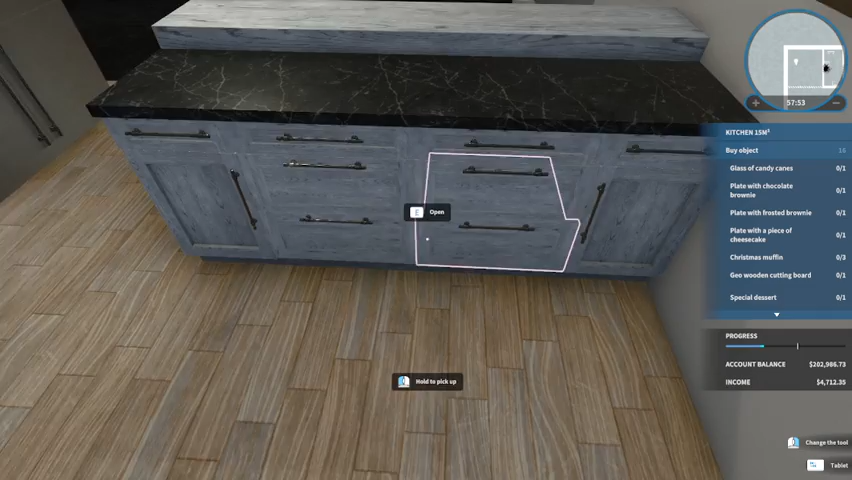 57:53
KITCHEN 15M²
Buy object 16
Glass of candy canes 0/1
Plate with chocolate
brownie 0/1
Plate with frosted brownie 0/1
Plate with a piece of
cheesecake 0/1
Christmas muffin 0/3
Geo wooden cutting board 0/1
Special dessert 0/1
E Open
Hold to pick up
PROGRESS
ACCOUNT BALANCE $202,986.73
INCOME $4,712.35
Change the tool
Tablet